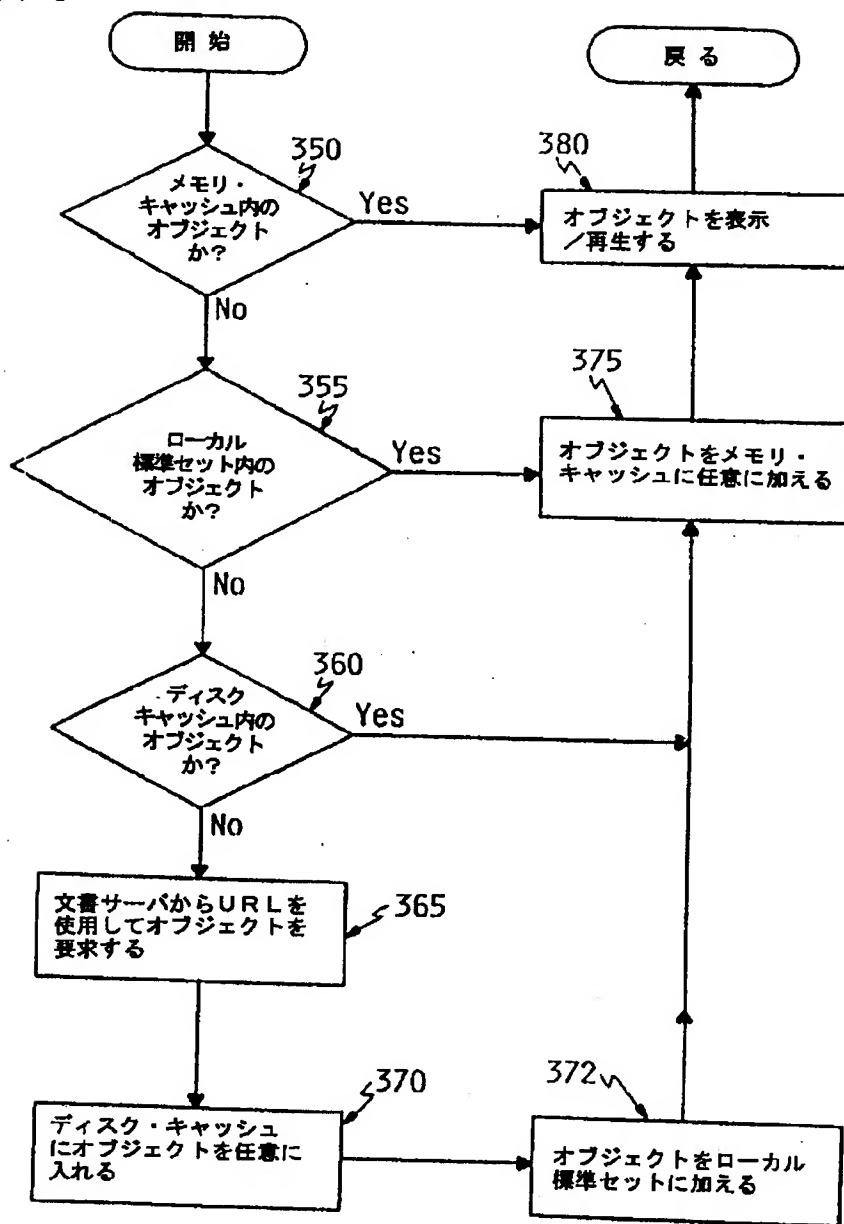 開 始
戻 る
350
メモリ・
キャッシュ内の
オブジェクト
か?
Yes
No
380
オブジェクトを表示
/再生する
355
ローカル
標準セット内の
オブジェクト
か?
Yes
No
375
オブジェクトをメモリ・
キャッシュに任意に加える
360
ディスク
キャッシュ内の
オブジェクト
か?
Yes
No
文書サーバからURLを
使用してオブジェクトを
要求する
365
370
ディスク・キャッシュ
にオブジェクトを任意に
入れる
372
オブジェクトをローカル
標準セットに加える